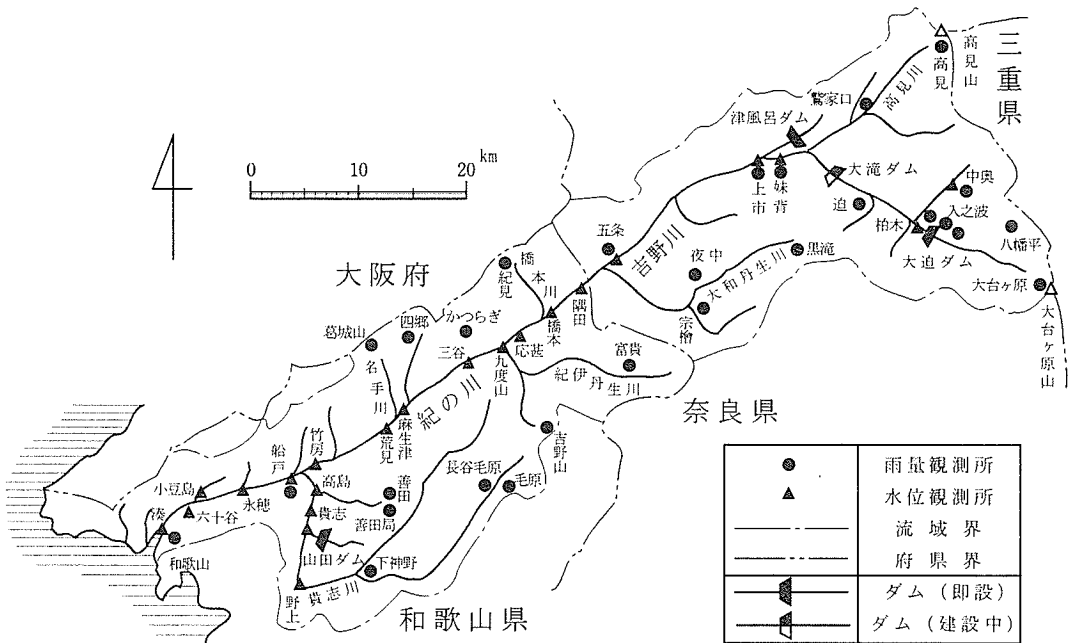 三重県
高見山
高見
高見川
鷲家口
津風呂ダム
大滝ダム
中奥
入之波
迫
柏木
八幡平
大迫ダム
大台ヶ原
大台ヶ原山
上市
妹背
0 10 20 km
五条
吉野川
夜中
黒滝
大和丹生川
宗檜
大阪府
橋本川
紀見
隅田
橋本
かつらぎ
四郷
葛城山
三谷
応其
九度山
富貴
紀伊丹生川
奈良県
名手川
紀の川
麻生津
荒見
竹房
船戸
吉野山
長谷毛原
毛原
高島
善田
善田局
貴志
小豆島
永穂
六十谷
湊
和歌山
山田ダム
下神野
野上
貴志川
和歌山県
雨量観測所
水位観測所
流域界
府県界
ダム（即設）
ダム（建設中）